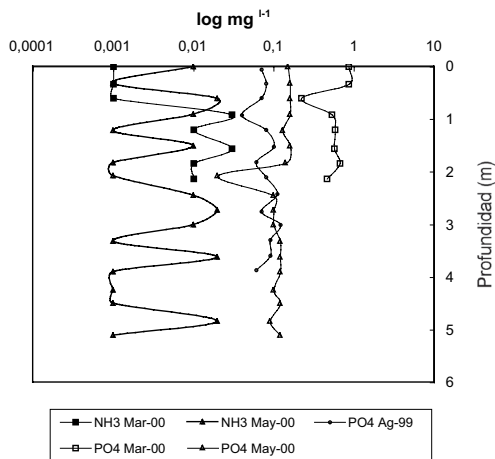 log mg l-1
0,0001 0,001 0,01 0,1 1 10
0
1
2
3
4
5
6
Profundidad (m)
NH3 Mar-00 NH3 May-00 PO4 Ag-99
PO4 Mar-00 PO4 May-00